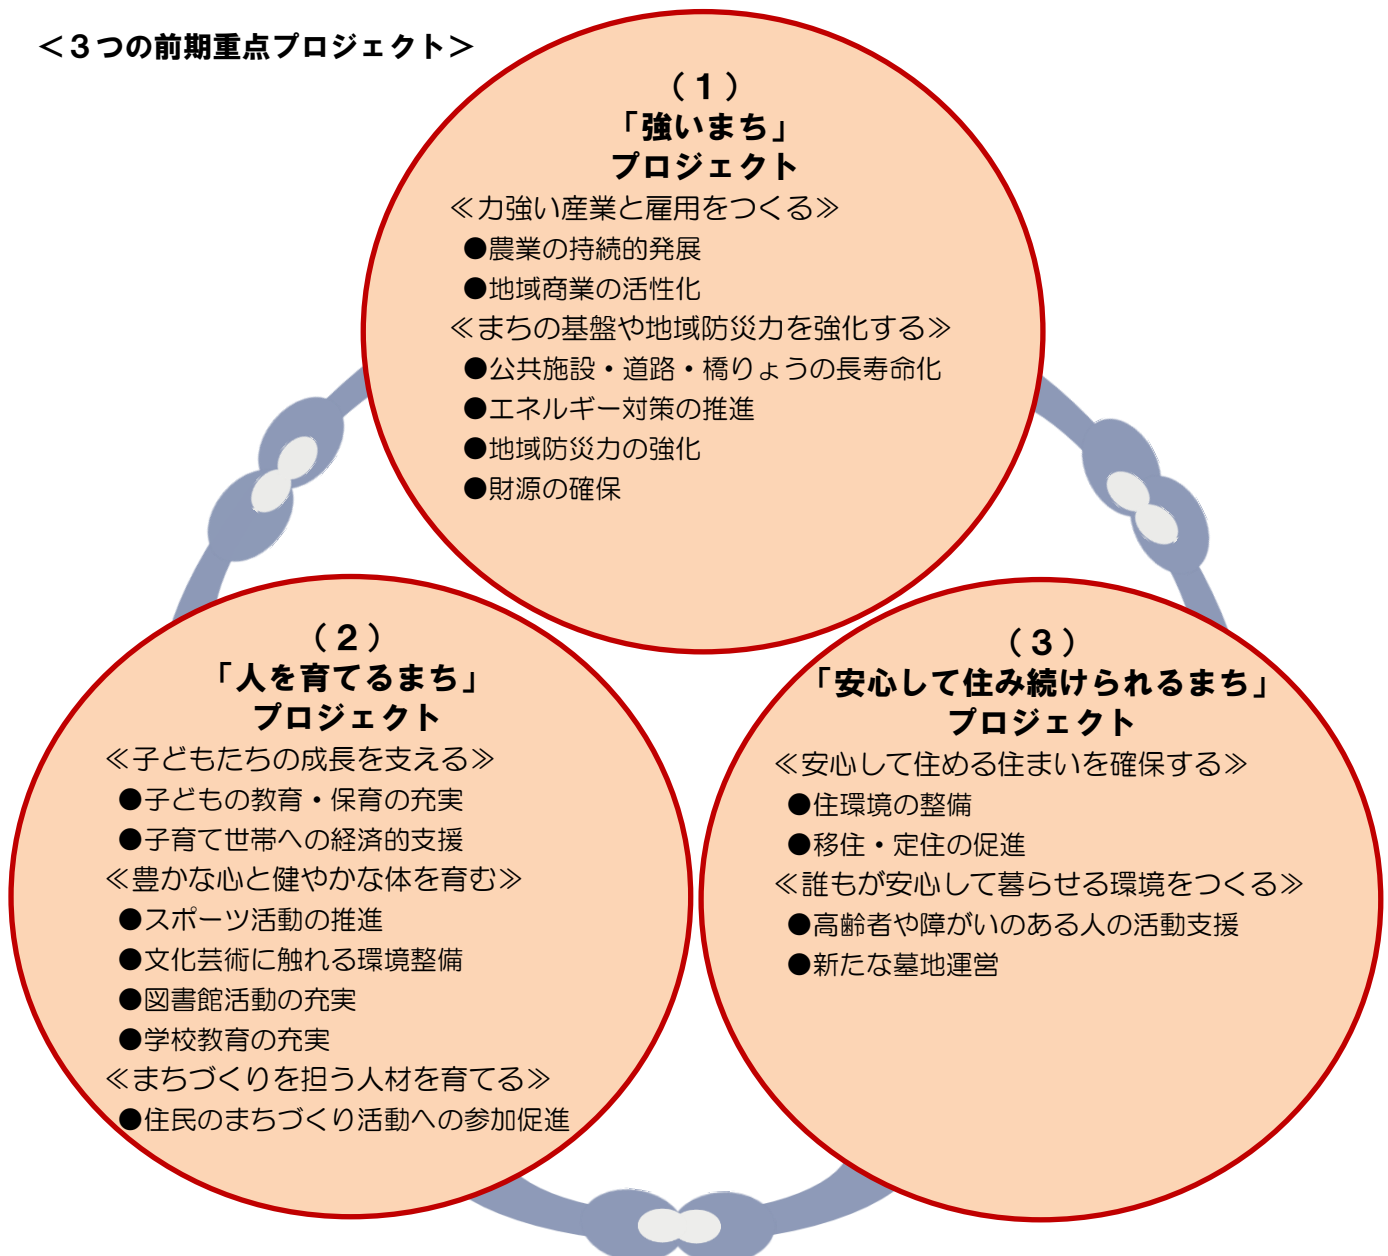 ＜３つの前期重点プロジェクト＞
（１）
「強いまち」
プロジェクト
≪力強い産業と雇用をつくる≫
●農業の持続的発展
●地域商業の活性化
≪まちの基盤や地域防災力を強化する≫
●公共施設・道路・橋りょうの長寿命化
●エネルギー対策の推進
●地域防災力の強化
●財源の確保
（２）
「人を育てるまち」
プロジェクト
≪子どもたちの成長を支える≫
●子どもの教育・保育の充実
●子育て世帯への経済的支援
≪豊かな心と健やかな体を育む≫
●スポーツ活動の推進
●文化芸術に触れる環境整備
●図書館活動の充実
●学校教育の充実
≪まちづくりを担う人材を育てる≫
●住民のまちづくり活動への参加促進
（３）
「安心して住み続けられるまち」
プロジェクト
≪安心して住める住まいを確保する≫
●住環境の整備
●移住・定住の促進
≪誰もが安心して暮らせる環境をつくる≫
●高齢者や障がいのある人の活動支援
●新たな墓地運営